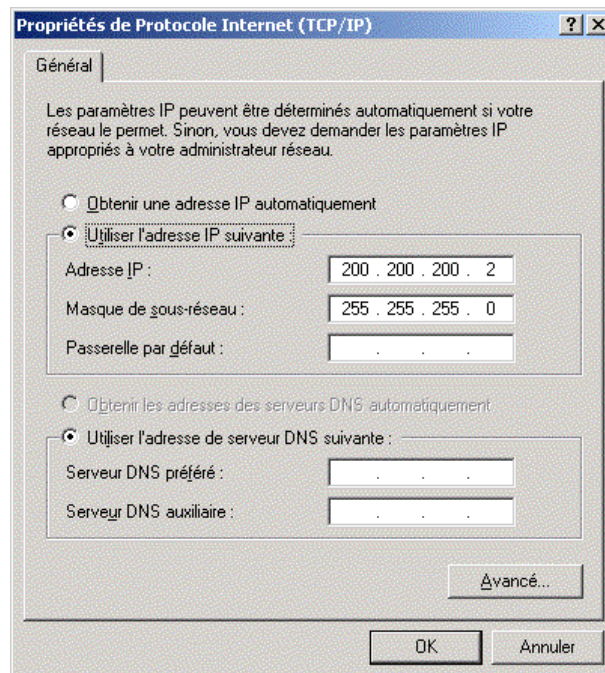 Propriétés de Protocole Internet (TCP/IP)
Général
Les paramètres IP peuvent être déterminés automatiquement si votre
réseau le permet. Sinon, vous devez demander les paramètres IP
appropriés à votre administrateur réseau.
Obtenir une adresse IP automatiquement
Utiliser l'adresse IP suivante :
Adresse IP : 200 . 200 . 200 . 2
Masque de sous-réseau : 255 . 255 . 255 . 0
Passerelle par défaut : . . .
Obtenir les adresses des serveurs DNS automatiquement
Utiliser l'adresse de serveur DNS suivante :
Serveur DNS préféré : . . .
Serveur DNS auxiliaire : . . .
Avancé...
OK Annuler